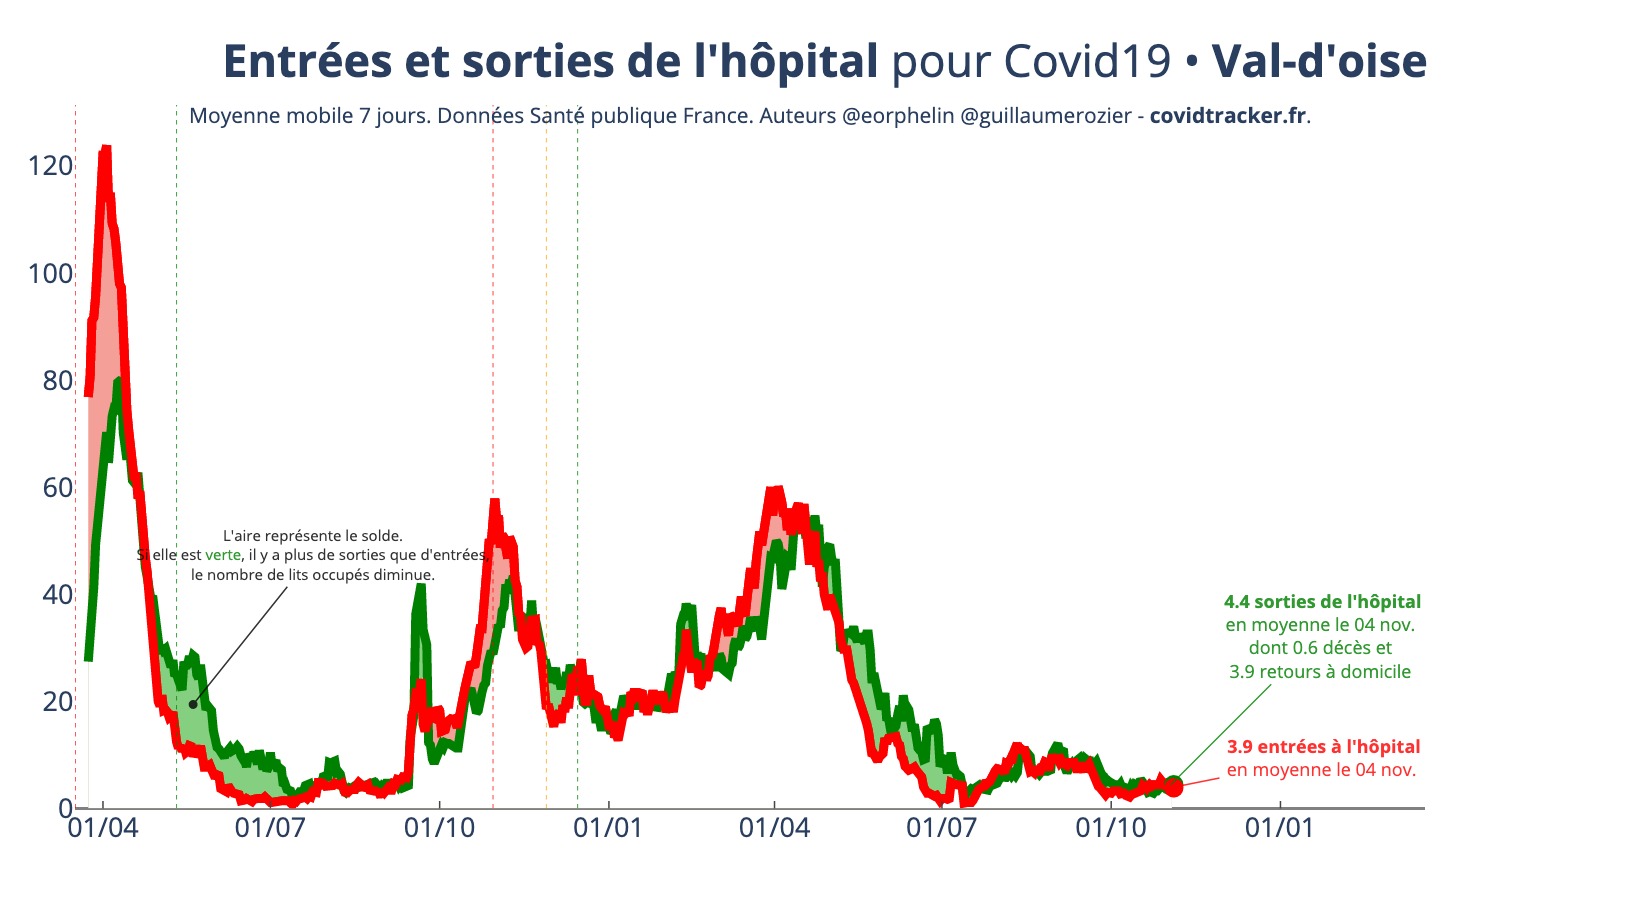 Entrées et sorties de l'hôpital pour Covid19 • Val-d'oise
Moyenne mobile 7 jours. Données Santé publique France. Auteurs @eorphelin @guillaumerozier - covidtracker.fr.
120
100
80
60
40
20
0
L'aire représente le solde.
Si elle est verte, il y a plus de sorties que d'entrées,
le nombre de lits occupés diminue.
4.4 sorties de l'hôpital
en moyenne le 04 nov.
dont 0.6 décès et
3.9 retours à domicile
3.9 entrées à l'hôpital
en moyenne le 04 nov.
01/04 01/07 01/10 01/01 01/04 01/07 01/10 01/01